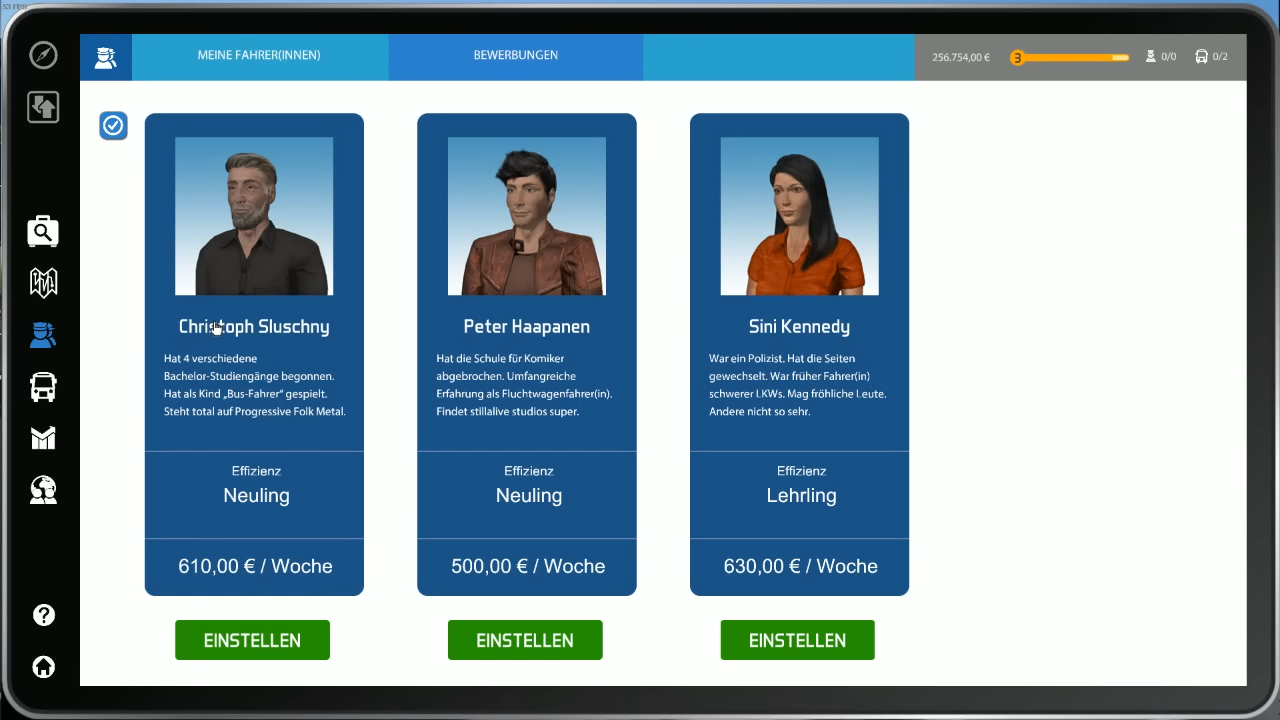 53 FPS
MEINE FAHRER(INNEN)
BEWERBUNGEN
256.754,00 €
3
0/0
0/2
Christoph Sluschny
Hat 4 verschiedene
Bachelor-Studiengänge begonnen.
Hat als Kind „Bus-Fahrer“ gespielt.
Steht total auf Progressive Folk Metal.
Effizienz
Neuling
610,00 € / Woche
EINSTELLEN
Peter Haapanen
Hat die Schule für Komiker
abgebrochen. Umfangreiche
Erfahrung als Fluchtwagenfahrer(in).
Findet stillalive studios super.
Effizienz
Neuling
500,00 € / Woche
EINSTELLEN
Sini Kennedy
War ein Polizist. Hat die Seiten
gewechselt. War früher Fahrer(in)
schwerer LKWs. Mag fröhliche Leute.
Andere nicht so sehr.
Effizienz
Lehrling
630,00 € / Woche
EINSTELLEN